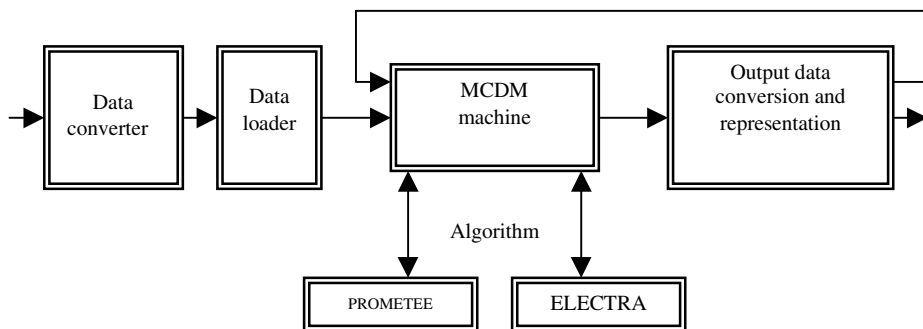 Data
converter
Data
loader
MCDM
machine
Output data
conversion and
representation
Algorithm
PROMETEE
ELECTRA